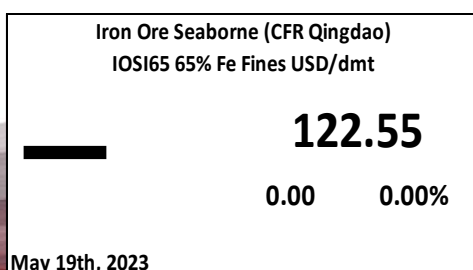 Iron Ore Seaborne (CFR Qingdao)
IOSI65 65% Fe Fines USD/dmt
122.55
0.00 0.00%
May 19th, 2023